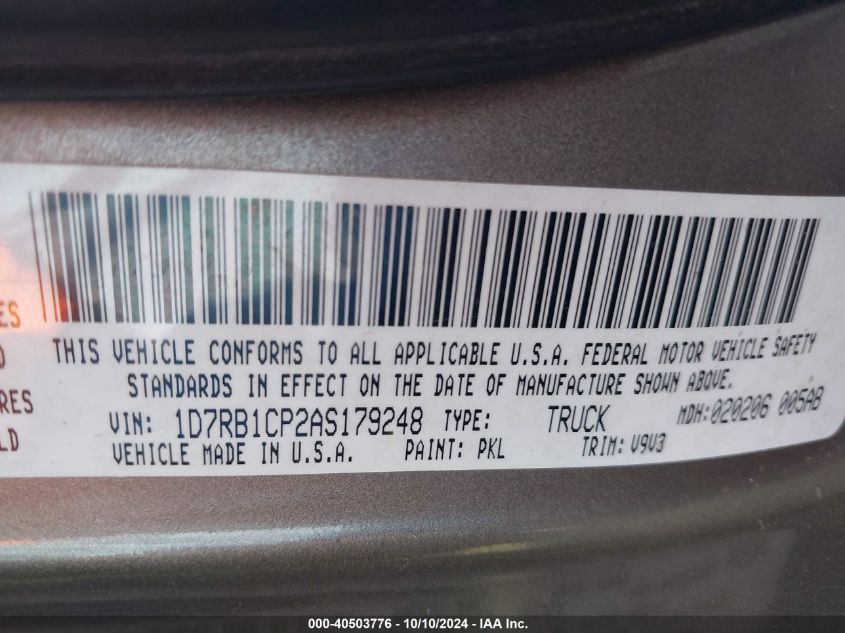 ES
D
RES
LD
THIS VEHICLE CONFORMS TO ALL APPLICABLE U.S.A. FEDERAL MOTOR VEHICLE SAFETY
STANDARDS IN EFFECT ON THE DATE OF MANUFACTURE SHOWN ABOVE.
VIN: 1D7RB1CP2AS179248 TYPE: TRUCK MDH:020206 005AB
VEHICLE MADE IN U.S.A. PAINT: PKL TRIM: V9V3
000-40503776 - 10/10/2024 - IAA Inc.